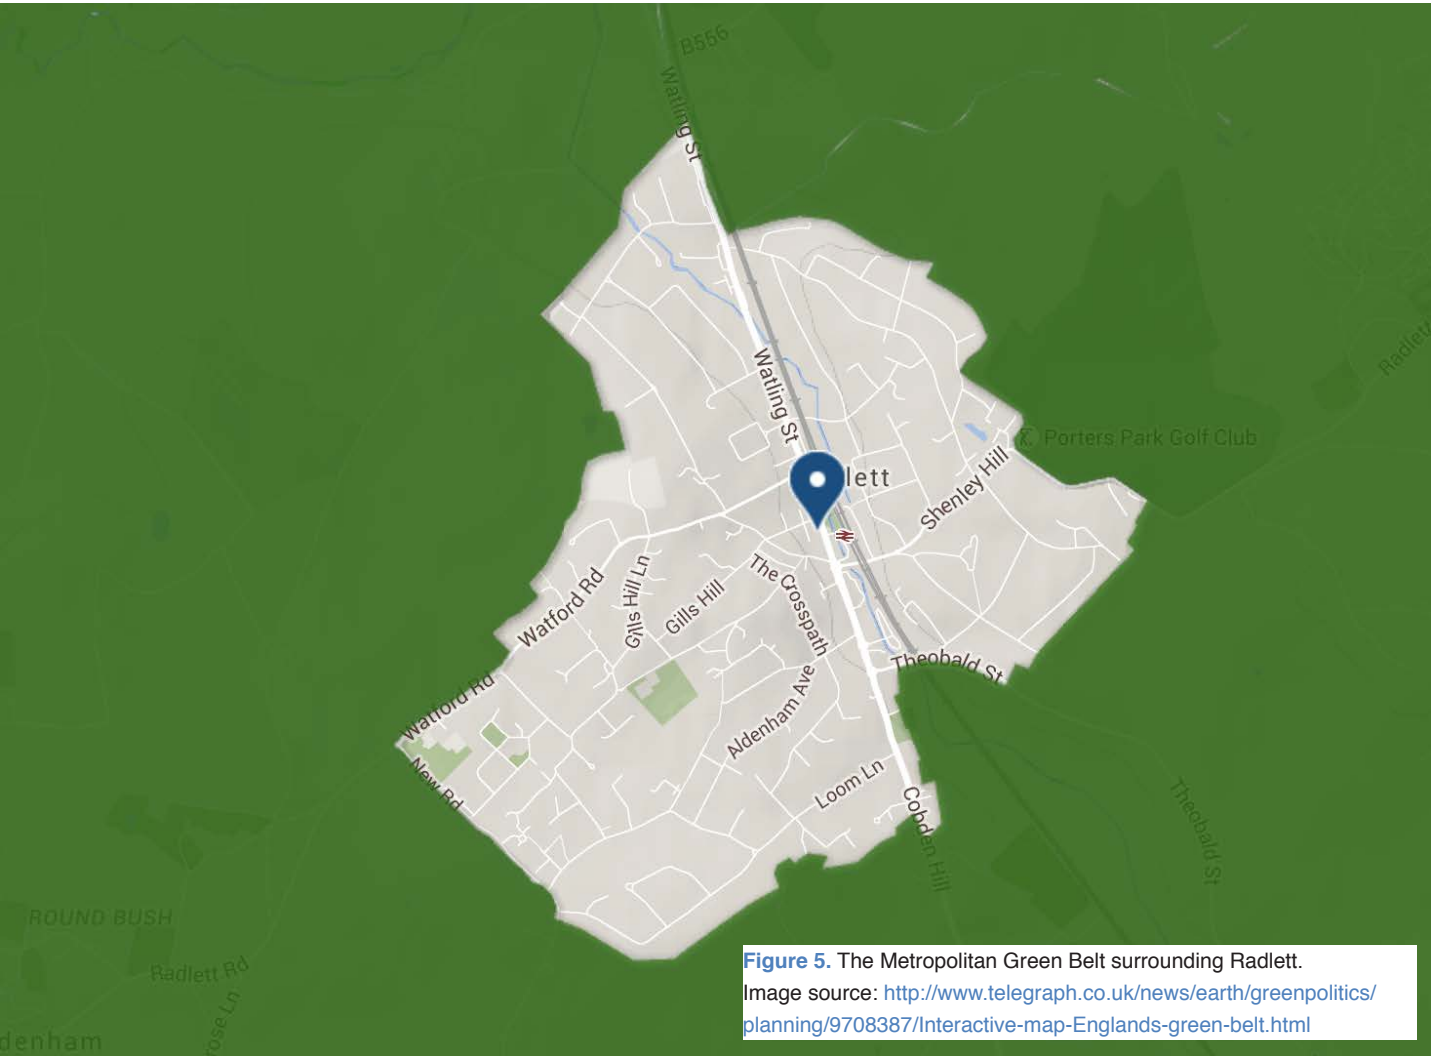 B556
Watling St
Radlett
Porters Park Golf Club
Watling St
lett
Shenley Hill
The Crosspath
Gills Hill Ln
Gills Hill
Watford Rd
Theobald St
Watford Rd
Aldenham Ave
New Rd
Loom Ln
Cobden Hill
Theobald St
ROUND BUSH
Radlett Rd
ose Ln
denham
Figure 5. The Metropolitan Green Belt surrounding Radlett.
Image source: http://www.telegraph.co.uk/news/earth/greenpolitics/
planning/9708387/Interactive-map-Englands-green-belt.html